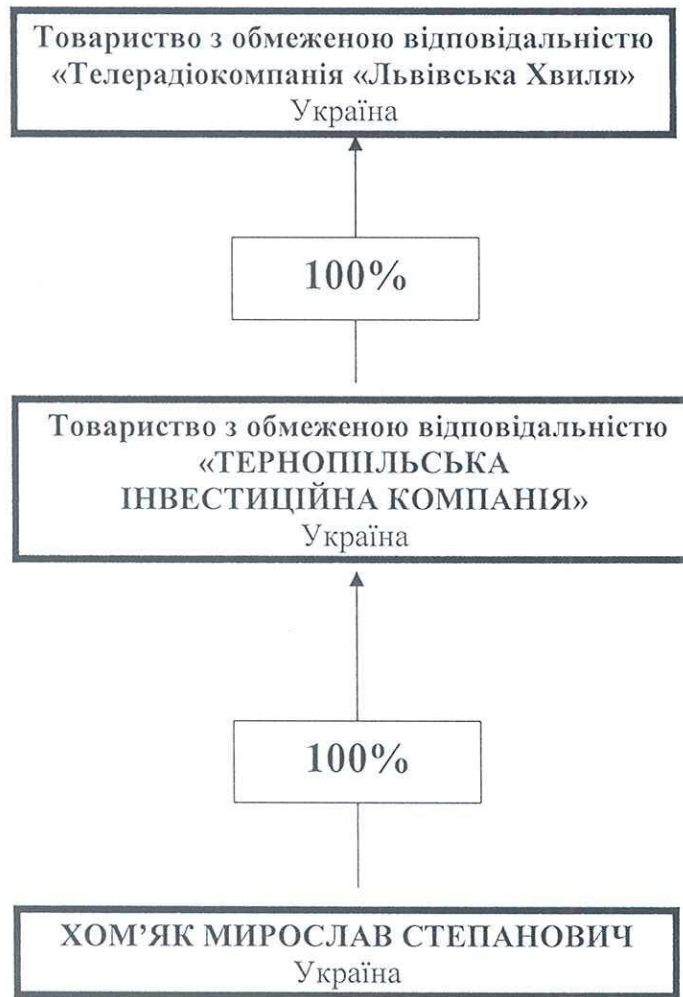 Товариство з обмеженою відповідальністю
«Телерадіокомпанія «Львівська Хвиля»
Україна
100%
Товариство з обмеженою відповідальністю
«ТЕРНОПІЛЬСЬКА
ІНВЕСТИЦІЙНА КОМПАНІЯ»
Україна
100%
ХОМ’ЯК МИРОСЛАВ СТЕПАНОВИЧ
Україна